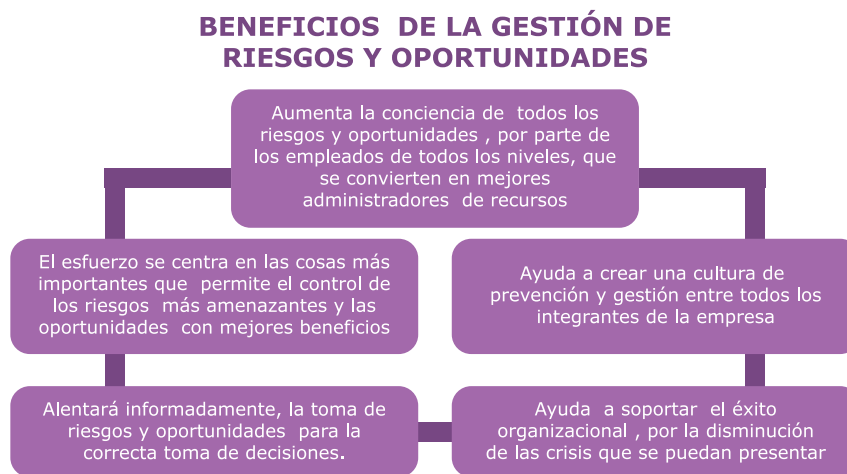 BENEFICIOS DE LA GESTIÓN DE
RIESGOS Y OPORTUNIDADES
Aumenta la conciencia de todos los
riesgos y oportunidades , por parte de
los empleados de todos los niveles, que
se convierten en mejores
administradores de recursos
El esfuerzo se centra en las cosas más
importantes que permite el control de
los riesgos más amenazantes y las
oportunidades con mejores beneficios
Ayuda a crear una cultura de
prevención y gestión entre todos los
integrantes de la empresa
Alentará informadamente, la toma de
riesgos y oportunidades para la
correcta toma de decisiones.
Ayuda a soportar el éxito
organizacional , por la disminución
de las crisis que se puedan presentar